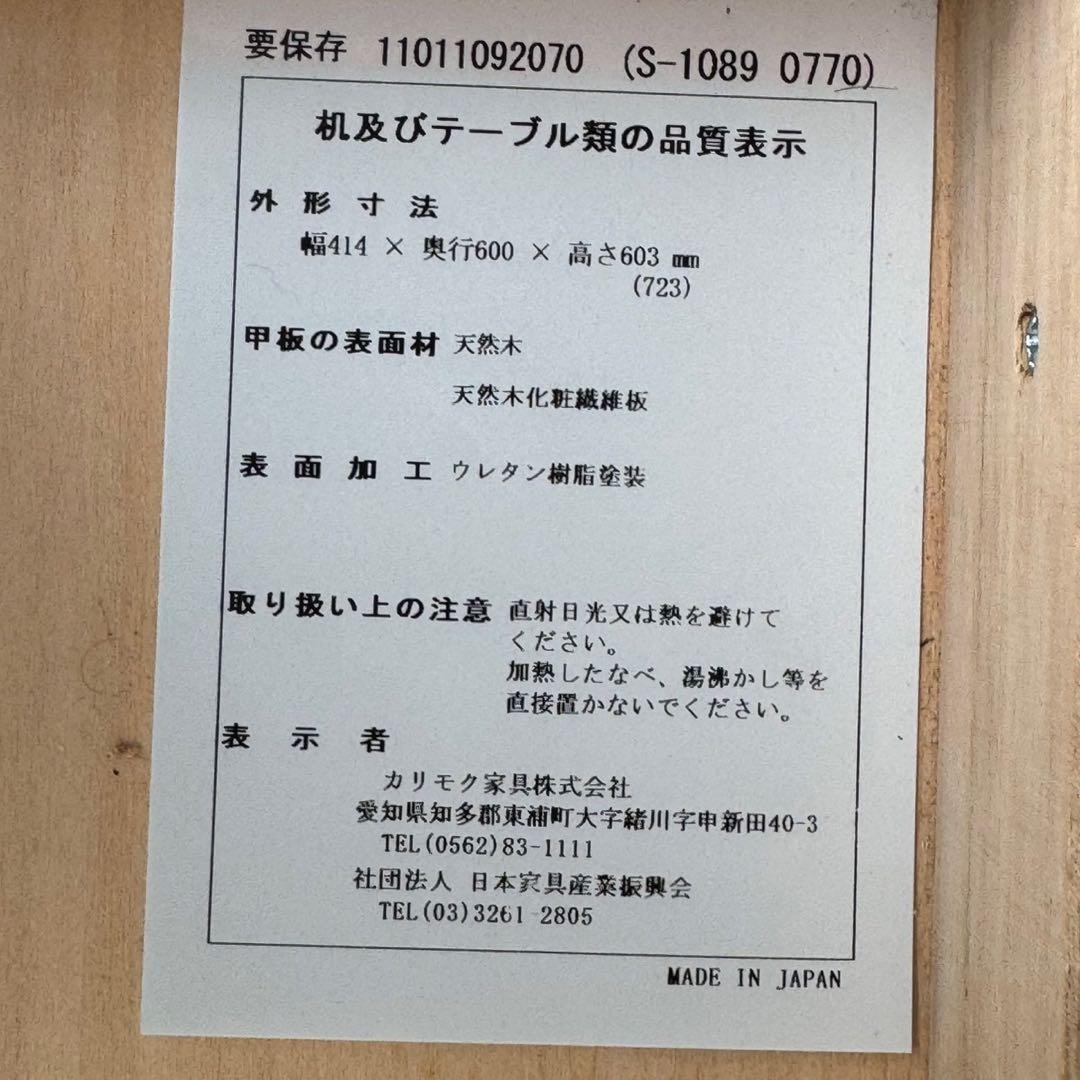 要保存 11011092070 (S-1089 0770)
机及びテーブル類の品質表示
外形寸法
幅414 × 奥行600 × 高さ603 mm
(723)
甲板の表面材 天然木
天然木化粧繊維板
表面加工 ウレタン樹脂塗装
取り扱い上の注意 直射日光又は熱を避けて
ください。
加熱したなべ、湯沸かし等を
直接置かないでください。
表示者
カリモク家具株式会社
愛知県知多郡東浦町大字緒川字申新田40-3
TEL(0562)83-1111
社団法人 日本家具産業振興会
TEL(03)3261-2805
MADE IN JAPAN